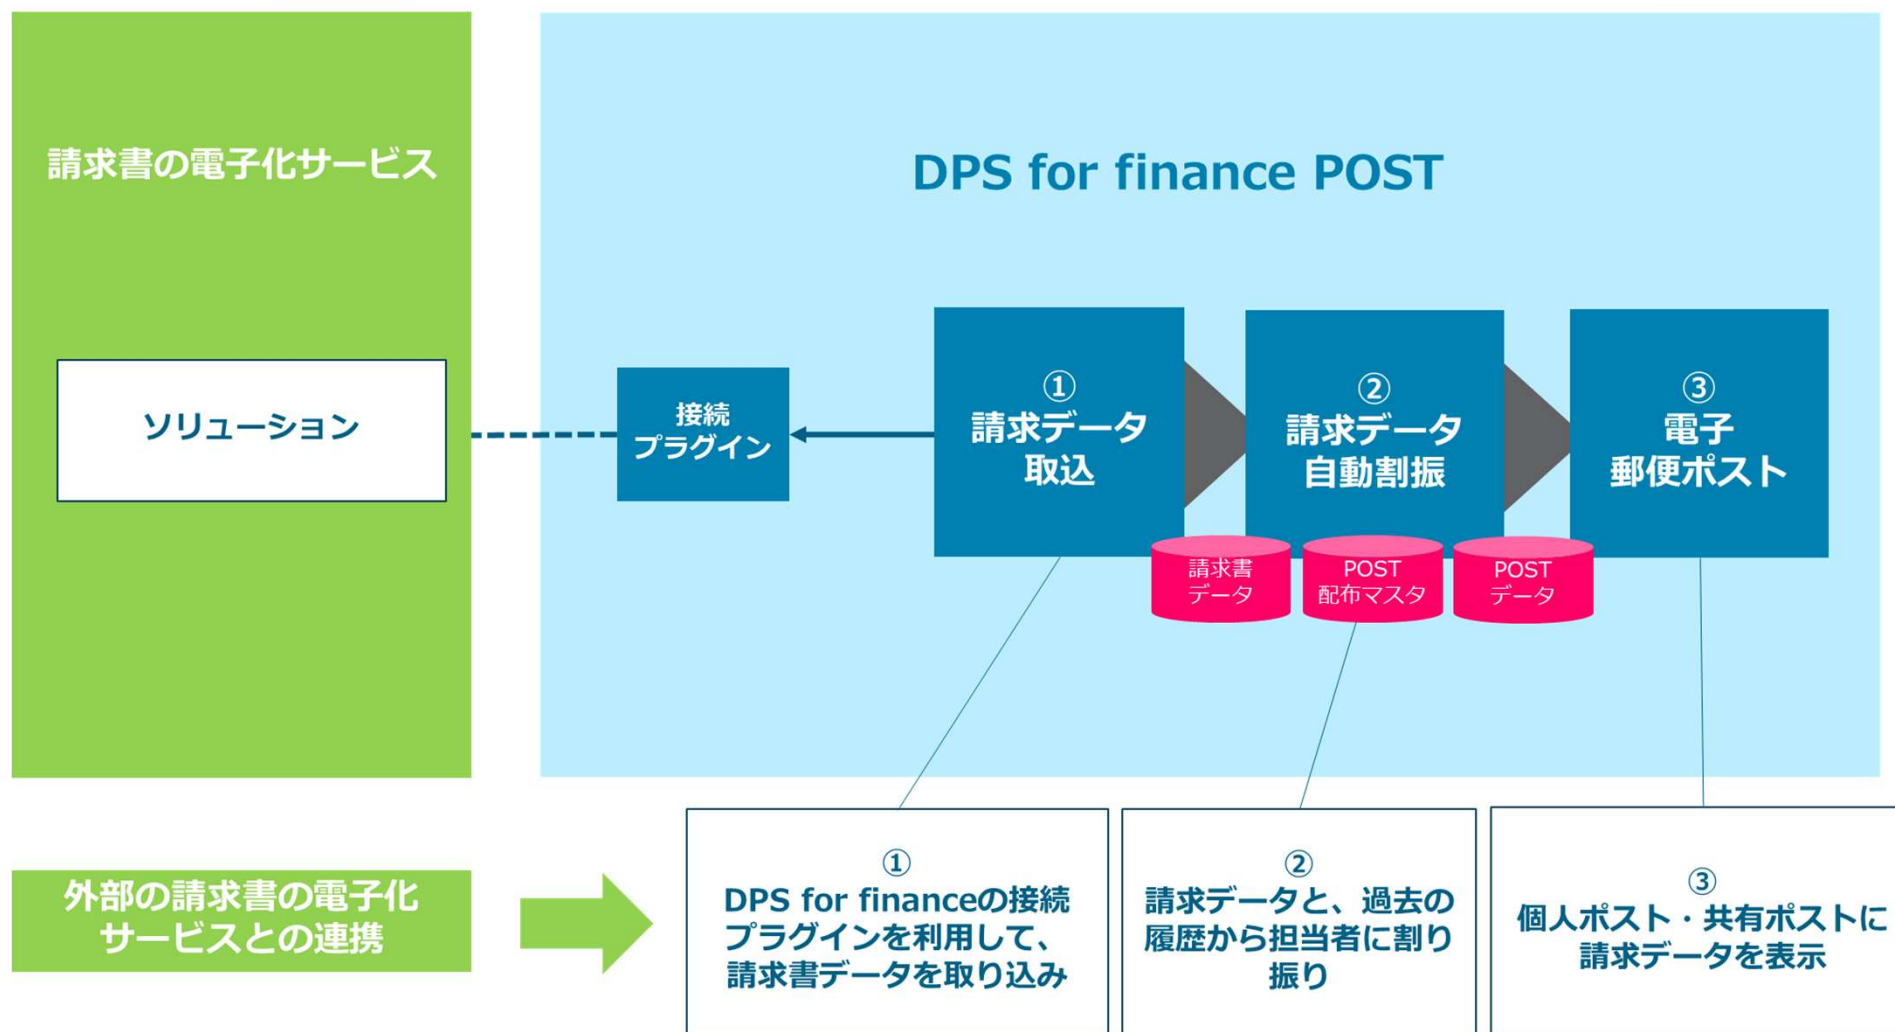 請求書の電子化サービス
DPS for finance POST
ソリューション
接続
プラグイン
①
請求データ
取込
②
請求データ
自動割振
③
電子
郵便ポスト
請求書
データ
POST
配布マスタ
POST
データ
外部の請求書の電子化
サービスとの連携
①
DPS for financeの接続
プラグインを利用して、
請求書データを取り込み
②
請求データと、過去の
履歴から担当者に割り
振り
③
個人ポスト・共有ポストに
請求データを表示